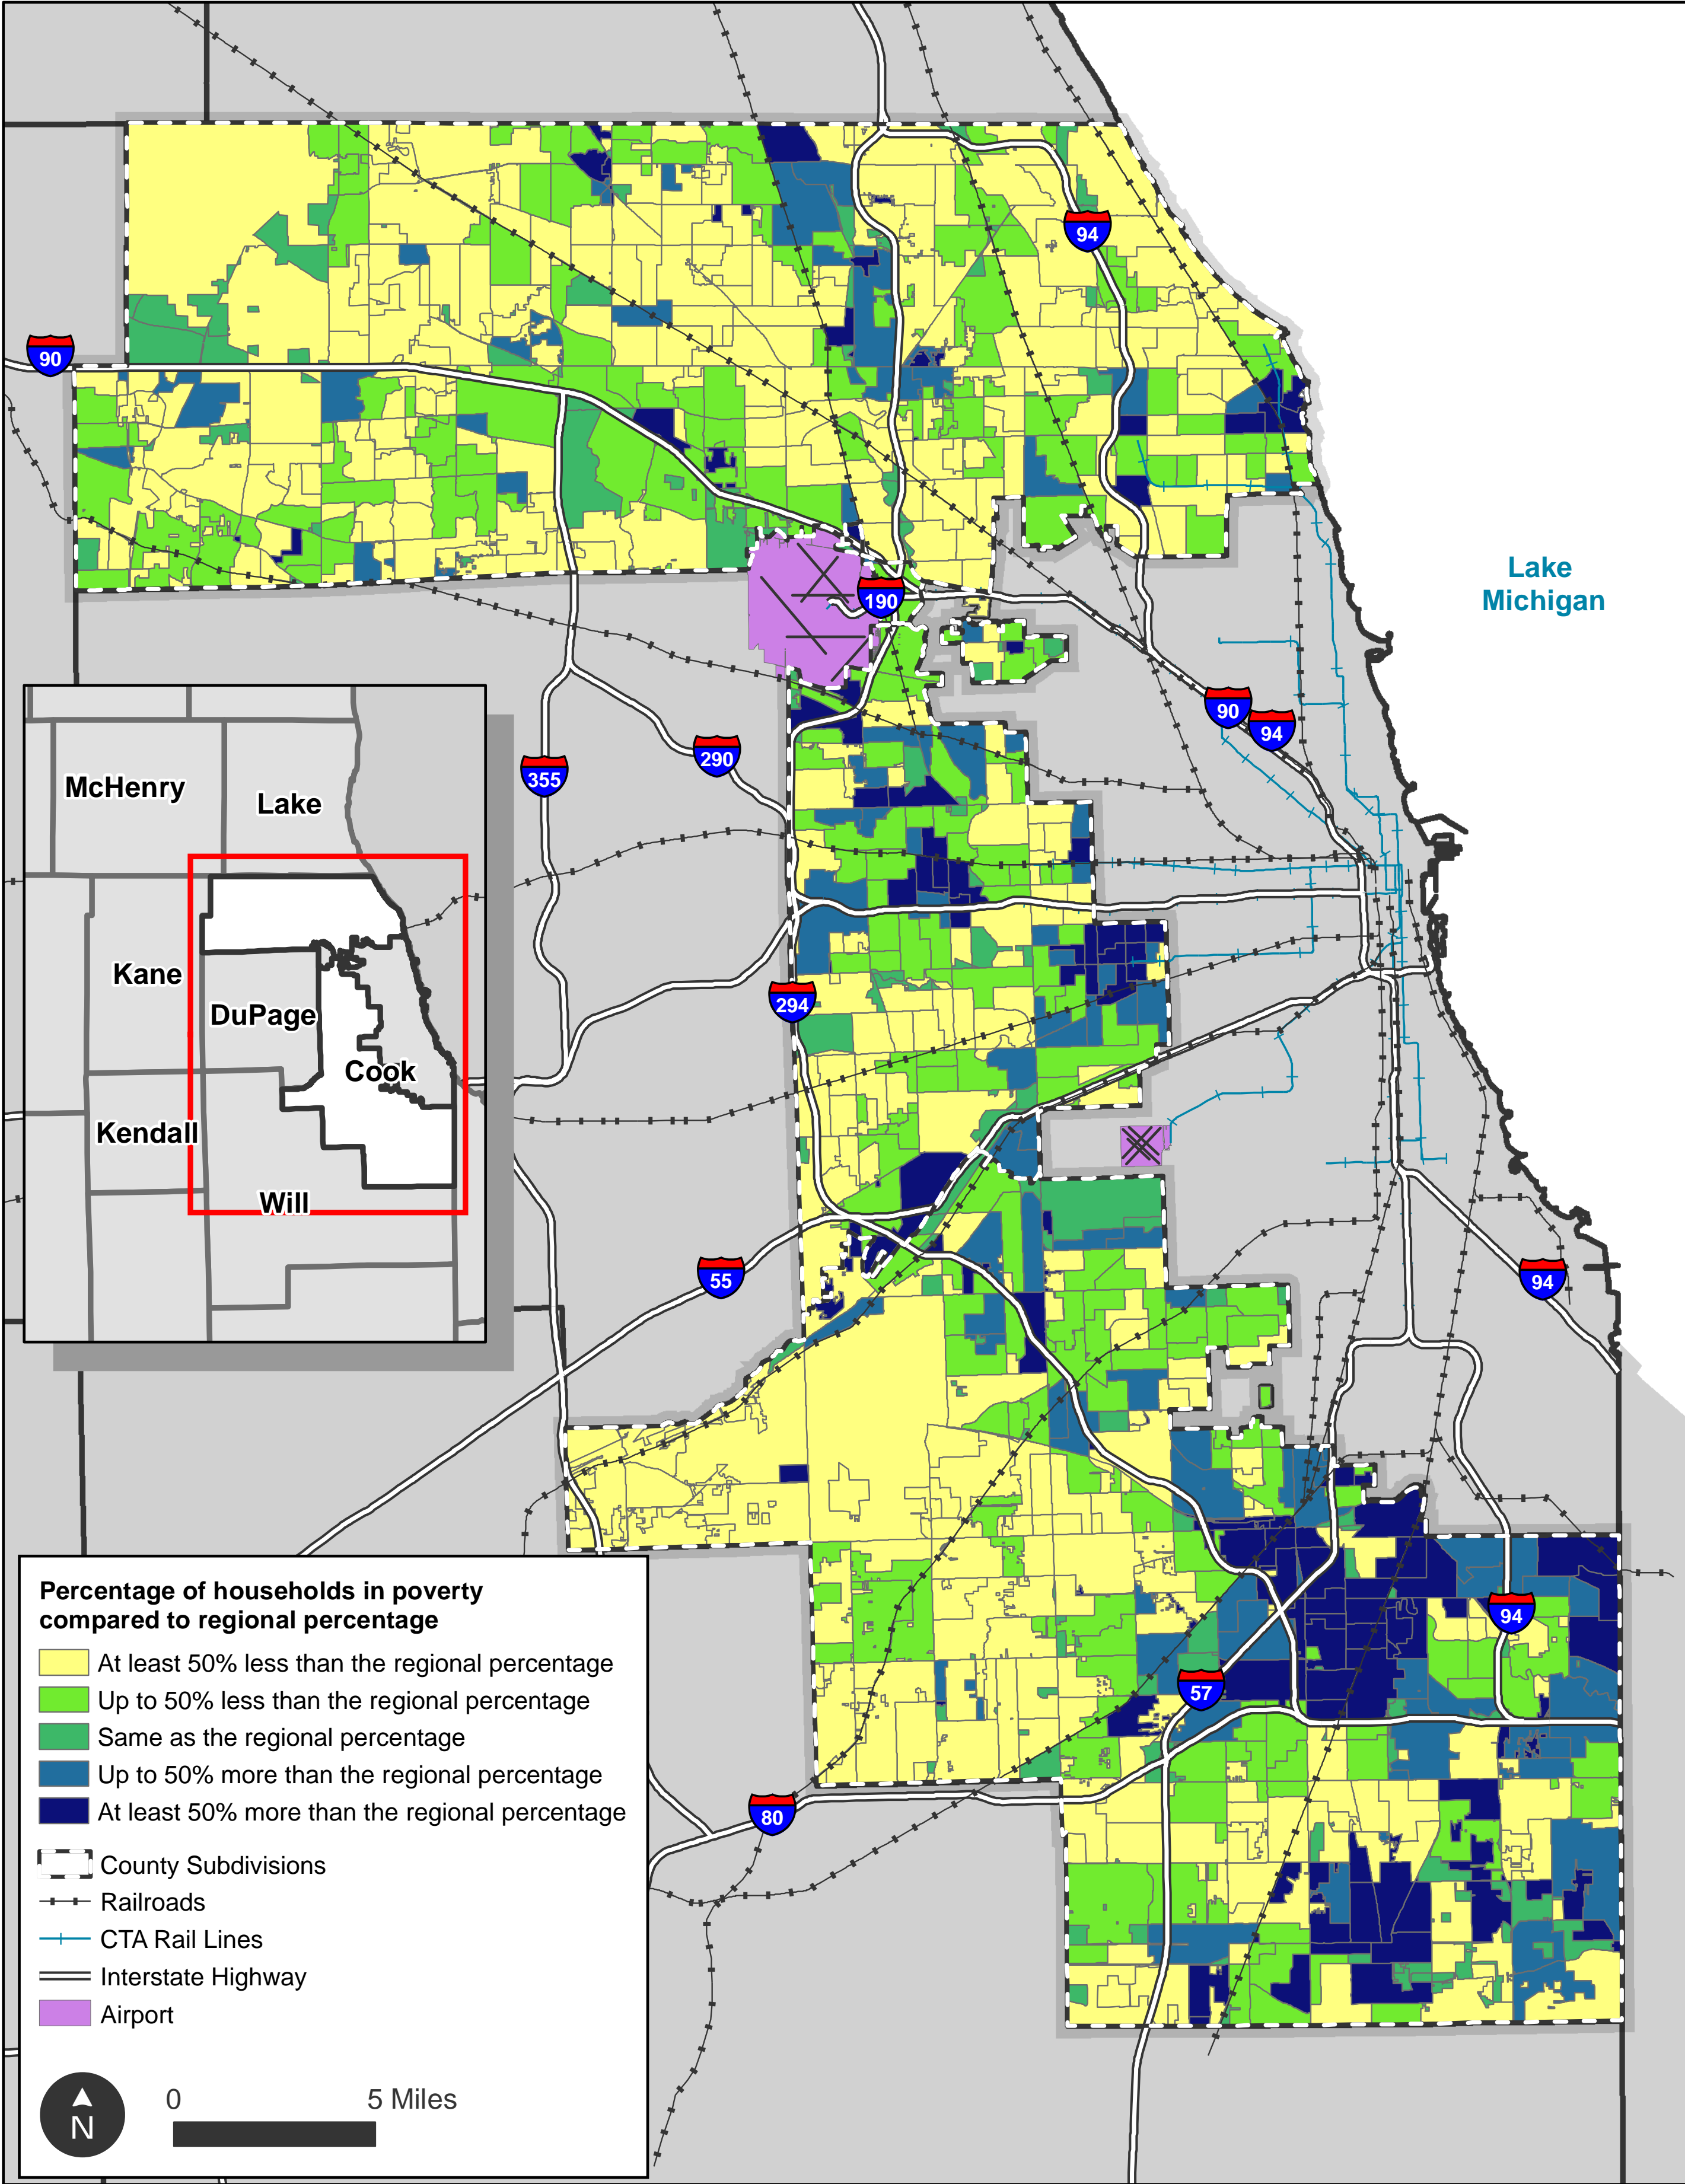 94
90
190
Lake
Michigan
90
94
290
355
294
55
94
94
57
80
McHenry
Lake
Kane
DuPage
Cook
Kendall
Will
Percentage of households in poverty
compared to regional percentage
At least 50% less than the regional percentage
Up to 50% less than the regional percentage
Same as the regional percentage
Up to 50% more than the regional percentage
At least 50% more than the regional percentage
County Subdivisions
Railroads
CTA Rail Lines
Interstate Highway
Airport
N
0 5 Miles